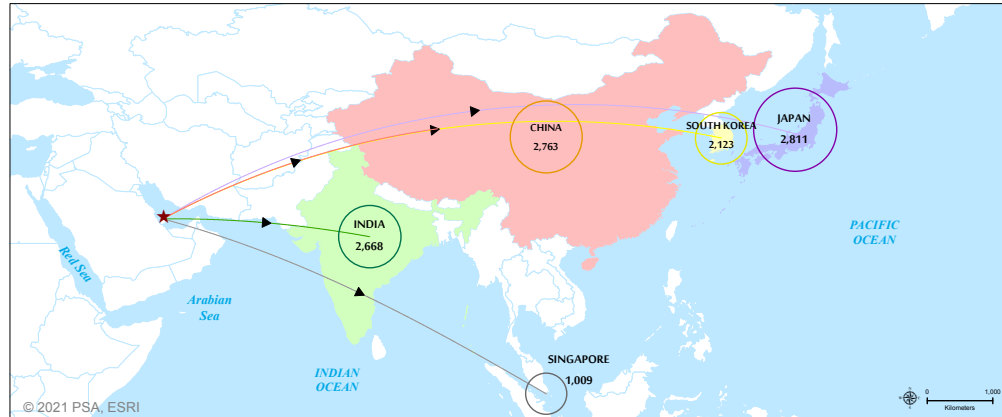 CHINA
2,763
SOUTH KOREA
2,123
JAPAN
2,811
INDIA
2,668
PACIFIC
OCEAN
Red Sea
Arabian
Sea
INDIAN
OCEAN
SINGAPORE
1,009
© 2021 PSA, ESRI
0 1,000
Kilometers